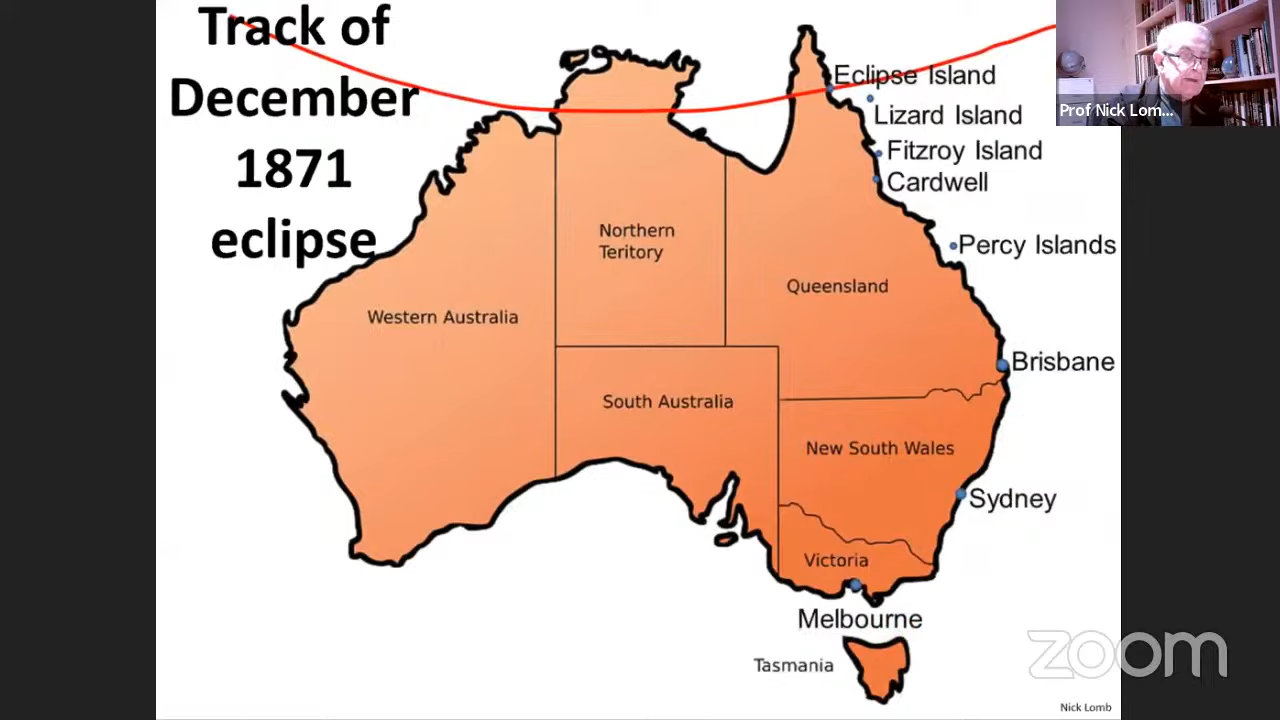 Track of
December
1871
eclipse
Prof Nick Lom...
Eclipse Island
Lizard Island
Fitzroy Island
Cardwell
Percy Islands
Northern
Teritory
Queensland
Western Australia
Brisbane
South Australia
New South Wales
Sydney
Victoria
Melbourne
Tasmania
zoom
Nick Lomb